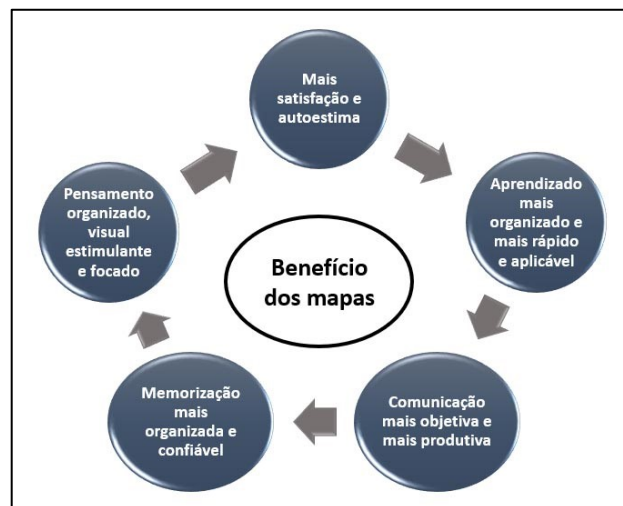 Mais
satisfação e
autoestima
Aprendizado
mais
organizado e
mais rápido
e aplicável
Comunicação
mais objetiva e
mais produtiva
Memorização
mais
organizada e
confiável
Pensamento
organizado,
visual
estimulante
e focado
Benefício
dos mapas